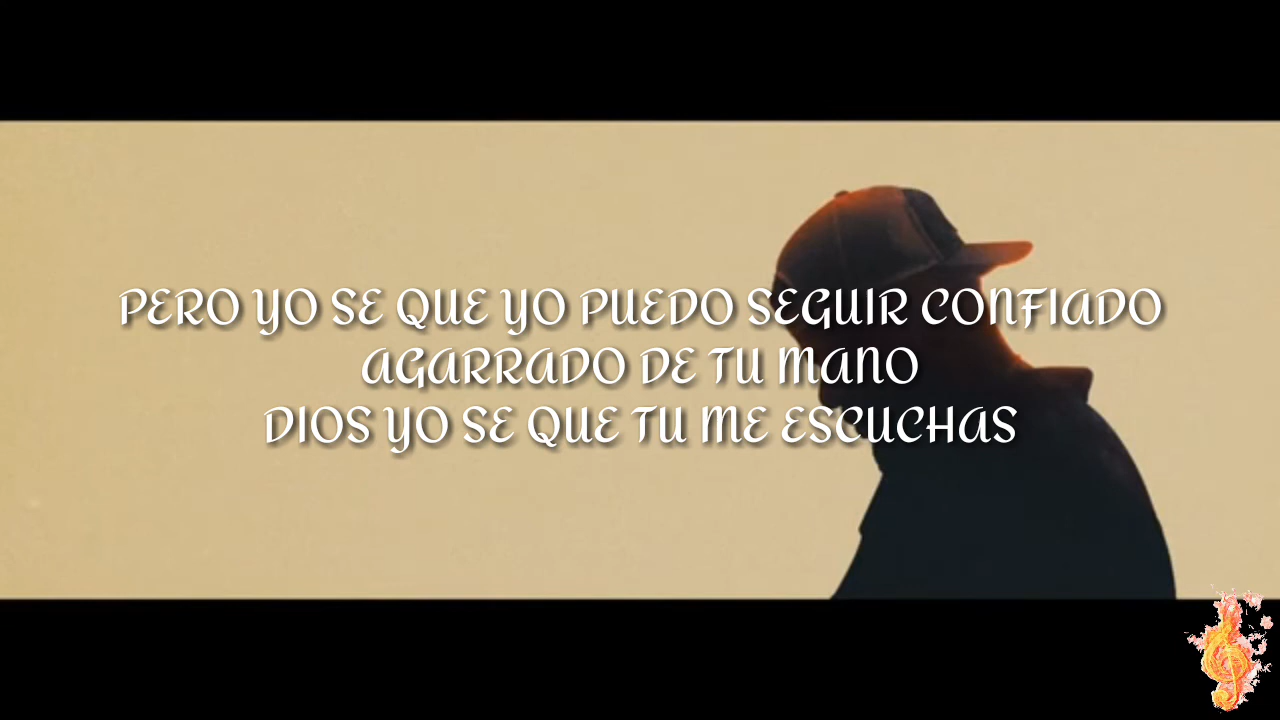 PERO YO SE QUE YO PUEDO SEGUIR CONFIADO
AGARRADO DE TU MANO
DIOS YO SE QUE TU ME ESCUCHAS